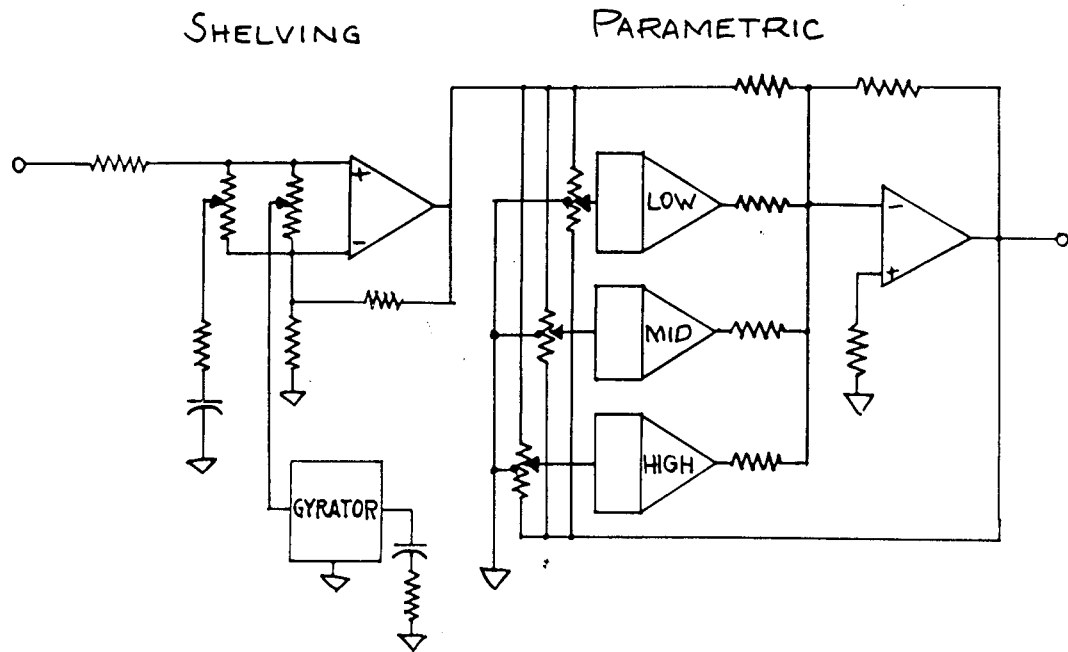 SHELVING
PARAMETRIC
+
-
LOW
-
+
MID
HIGH
GYRATOR